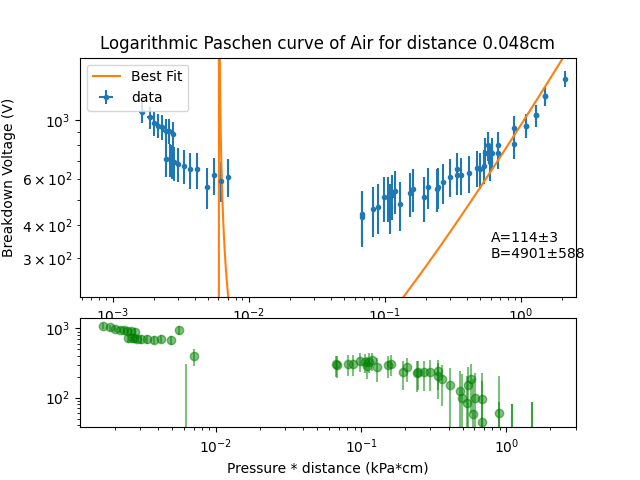 Logarithmic Paschen curve of Air for distance 0.048cm
Breakdown Voltage (V)
Best Fit
data
10³
6 × 10²
4 × 10²
3 × 10²
A=114±3
B=4901±588
10⁻³ 10⁻² 10⁻¹ 10⁰
10³
10²
10⁻² 10⁻¹ 10⁰
Pressure * distance (kPa*cm)